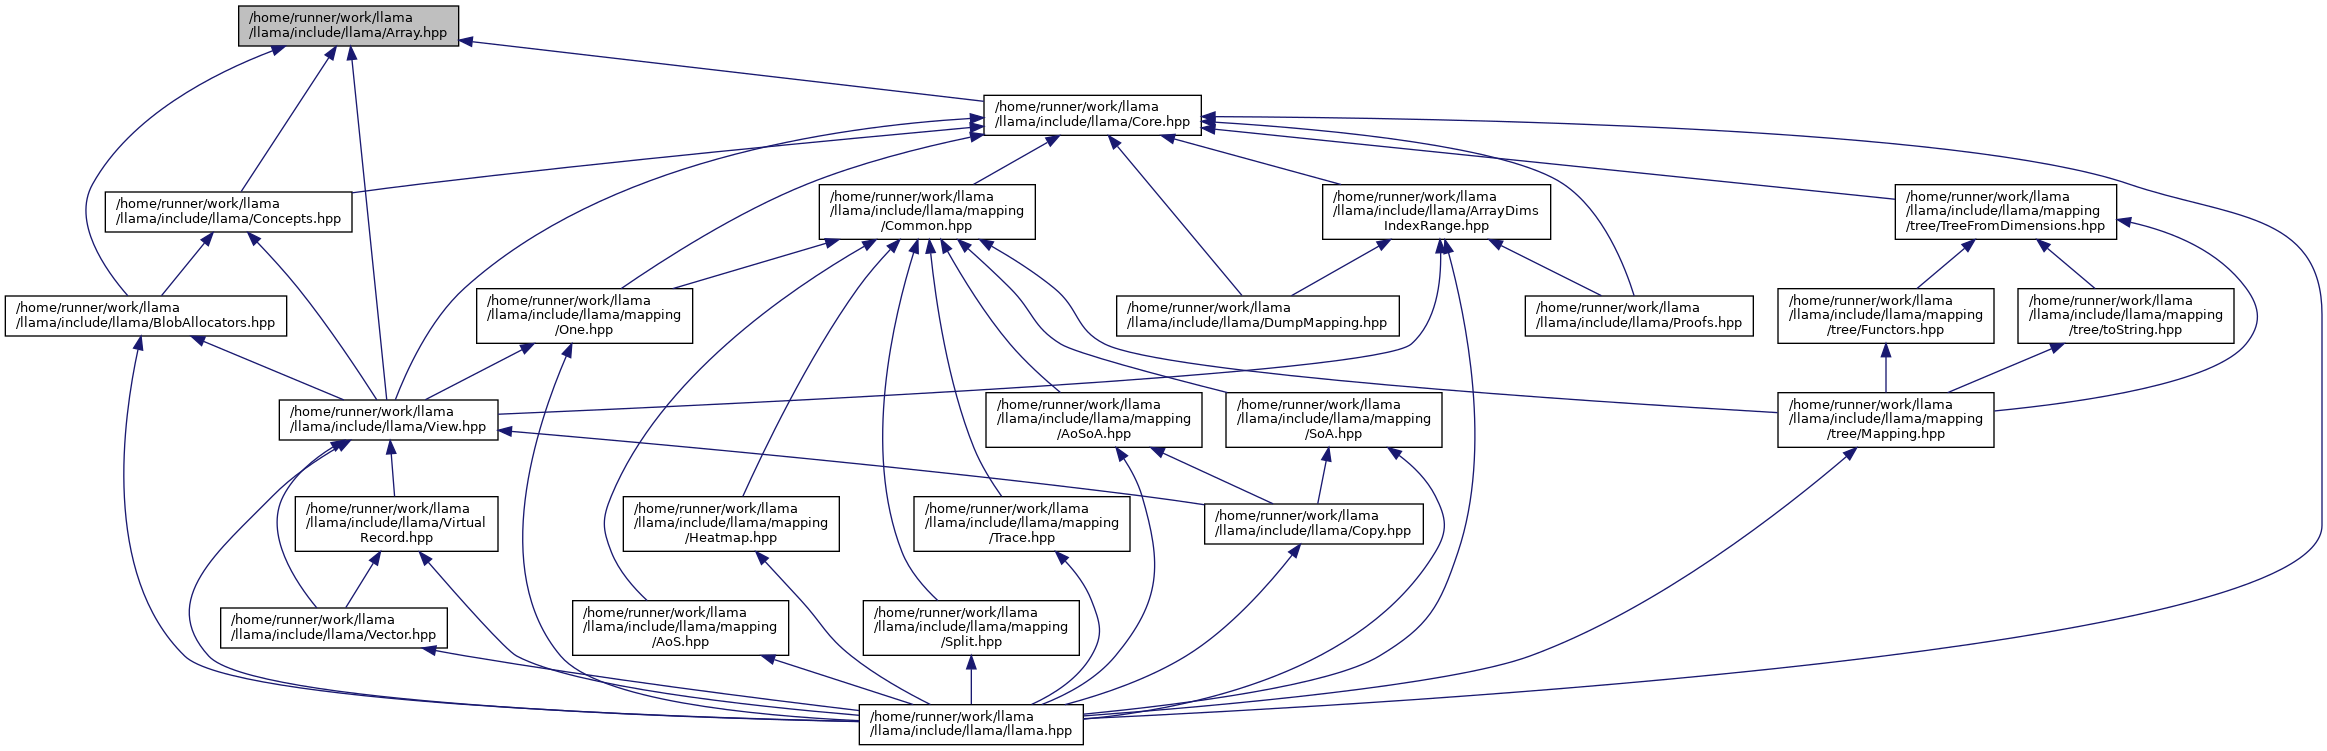 /home/runner/work/llama
/llama/include/llama/Array.hpp
/home/runner/work/llama
/llama/include/llama/Core.hpp
/home/runner/work/llama
/llama/include/llama/Concepts.hpp
/home/runner/work/llama
/llama/include/llama/mapping
/Common.hpp
/home/runner/work/llama
/llama/include/llama/ArrayDims
IndexRange.hpp
/home/runner/work/llama
/llama/include/llama/mapping
/tree/TreeFromDimensions.hpp
/home/runner/work/llama
/llama/include/llama/BlobAllocators.hpp
/home/runner/work/llama
/llama/include/llama/mapping
/One.hpp
/home/runner/work/llama
/llama/include/llama/DumpMapping.hpp
/home/runner/work/llama
/llama/include/llama/Proofs.hpp
/home/runner/work/llama
/llama/include/llama/mapping
/tree/Functors.hpp
/home/runner/work/llama
/llama/include/llama/mapping
/tree/toString.hpp
/home/runner/work/llama
/llama/include/llama/View.hpp
/home/runner/work/llama
/llama/include/llama/mapping
/AoSoA.hpp
/home/runner/work/llama
/llama/include/llama/mapping
/SoA.hpp
/home/runner/work/llama
/llama/include/llama/mapping
/tree/Mapping.hpp
/home/runner/work/llama
/llama/include/llama/Virtual
Record.hpp
/home/runner/work/llama
/llama/include/llama/mapping
/Heatmap.hpp
/home/runner/work/llama
/llama/include/llama/mapping
/Trace.hpp
/home/runner/work/llama
/llama/include/llama/Copy.hpp
/home/runner/work/llama
/llama/include/llama/Vector.hpp
/home/runner/work/llama
/llama/include/llama/mapping
/AoS.hpp
/home/runner/work/llama
/llama/include/llama/mapping
/Split.hpp
/home/runner/work/llama
/llama/include/llama/llama.hpp